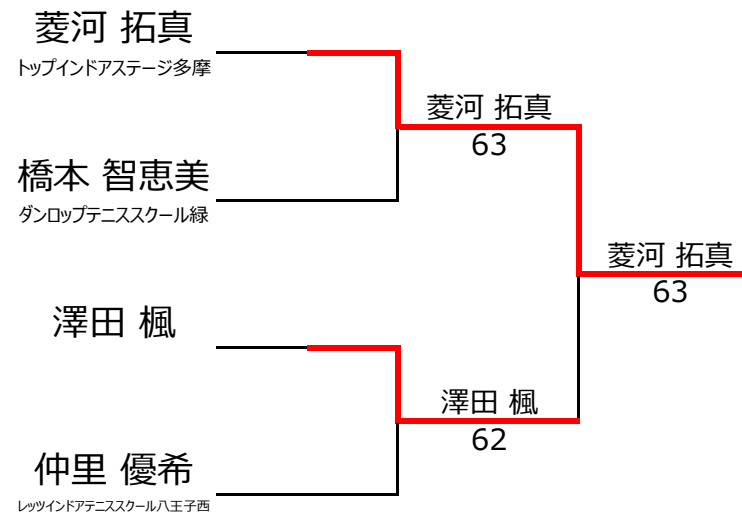 菱河 拓真
トップインドアステージ多摩
菱河 拓真
63
橋本 智恵美
ダンロップテニススクール緑
菱河 拓真
63
澤田 楓
澤田 楓
62
仲里 優希
レッツインドアテニススクール八王子西